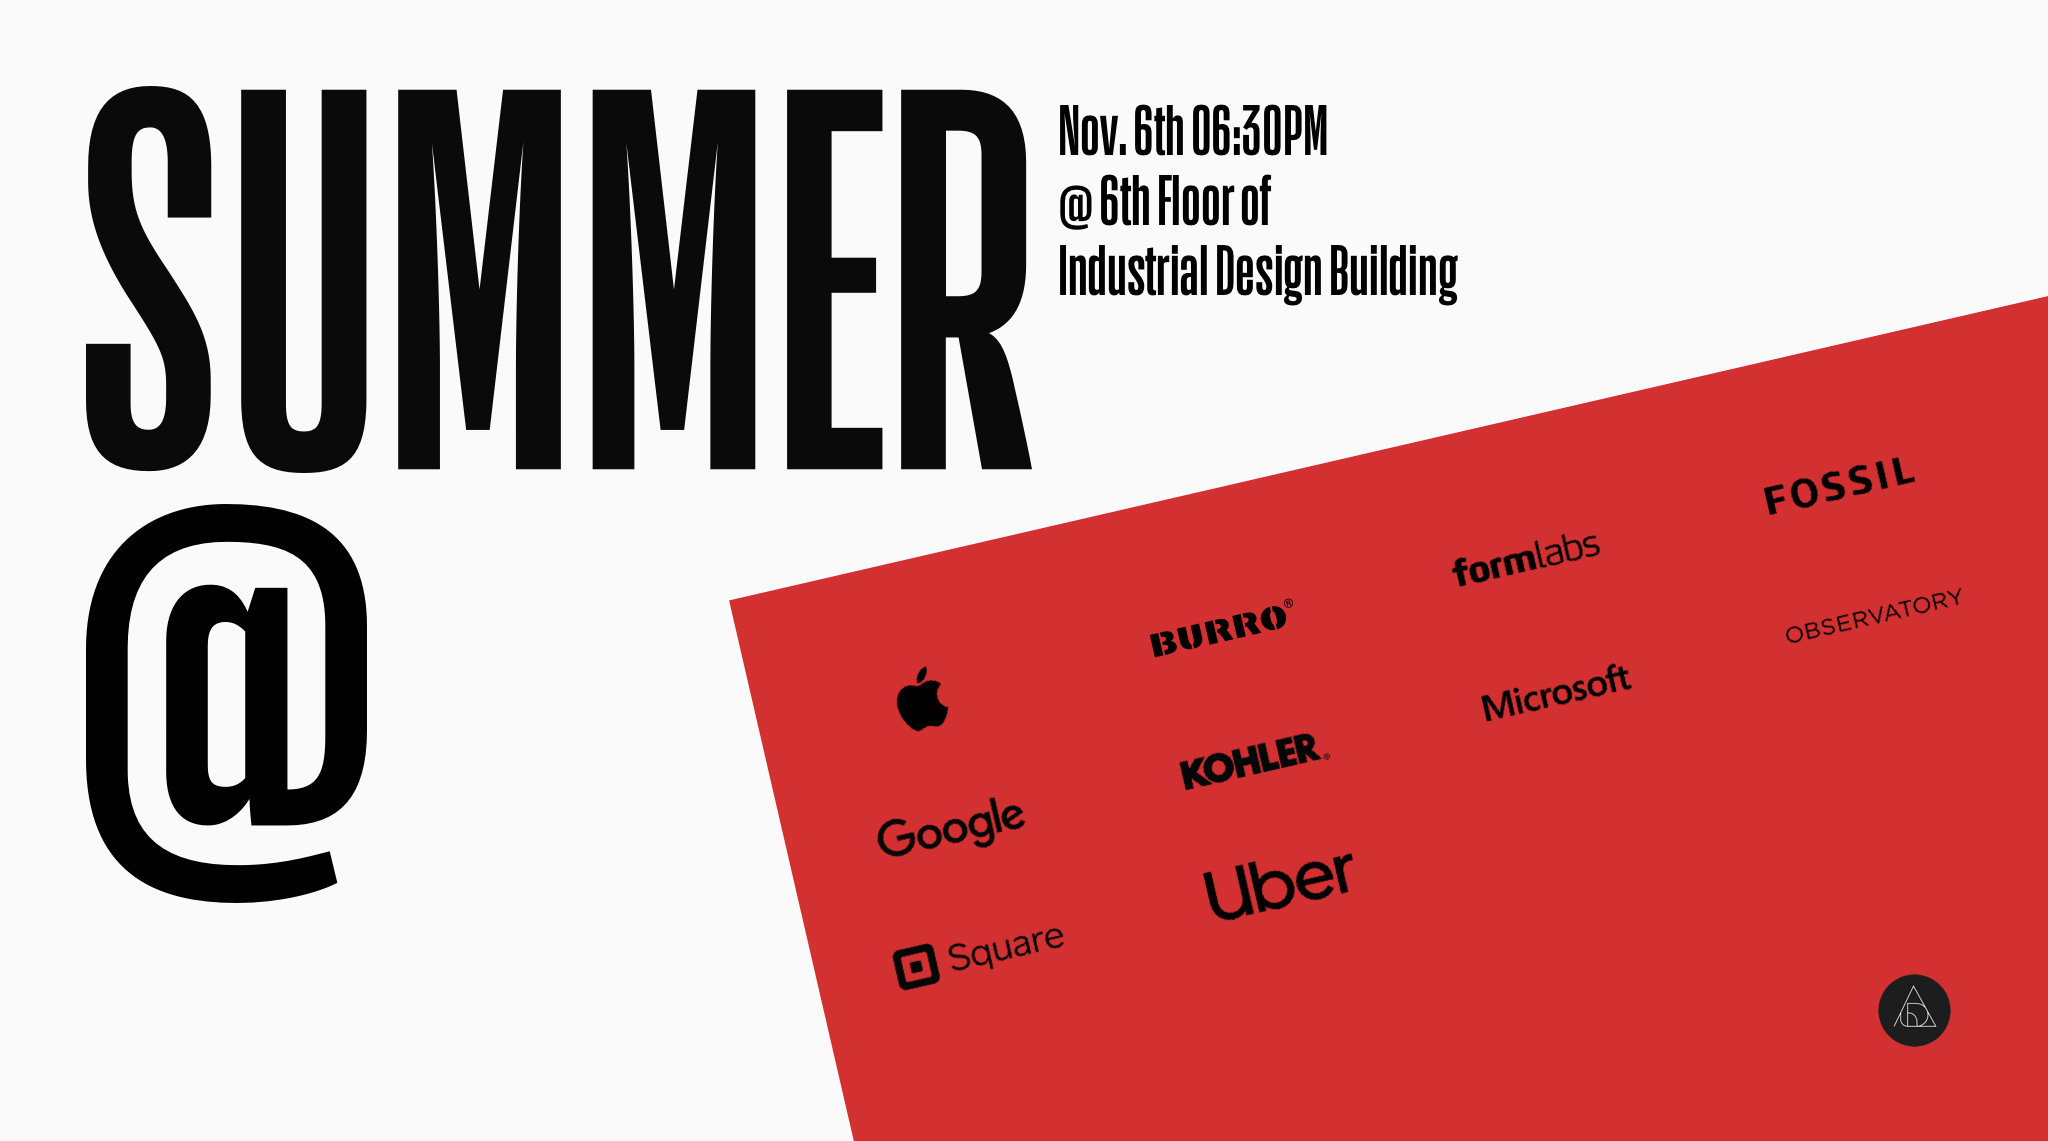 SUMMER
@
Nov. 6th 06:30PM
@ 6th Floor of
Industrial Design Building
BURRO®
formlabs
FOSSIL
Google
KOHLER®
Microsoft
OBSERVATORY
Square
Uber